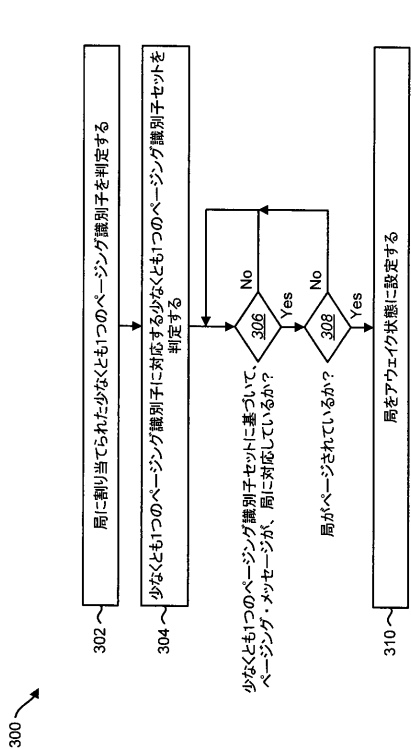 300
302
局に割り当てられた少なくとも1つのページング識別子を判定する
304
少なくとも1つのページング識別子に対応する少なくとも1つのページング識別子セットを
判定する
少なくとも1つのページング識別子セットに基づいて、
ページング・メッセージが、局に対応しているか?
306
No
Yes
局がページされているか?
308
No
Yes
310
局をアウェイク状態に設定する